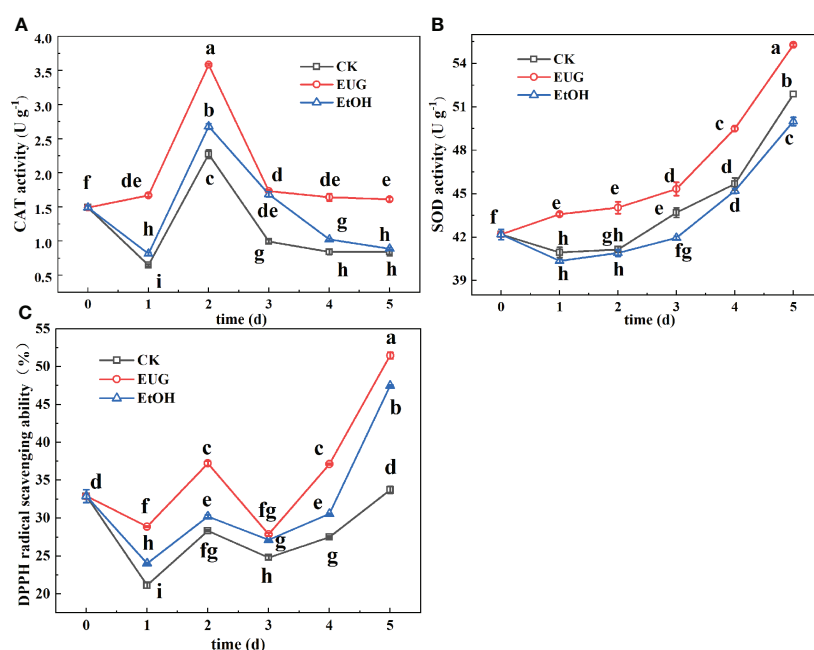 A
CAT activity (U g-1)
4.0
3.5
3.0
2.5
2.0
1.5
1.0
0.5
CK
EUG
EtOH
a
b
c
f
de
h
i
d
de
g
de
g
h
e
h
h
0 1 2 3 4 5
time (d)
B
SOD activity (U g-1)
55
51
45
42
39
CK
EUG
EtOH
a
b
c
c
d
d
d
e
fg
e
gh
h
e
h
h
f
0 1 2 3 4 5
time (d)
C
DPPH radical scavenging ability （%）
55
50
45
40
35
30
25
20
CK
EUG
EtOH
a
b
d
c
e
g
fg
g
h
c
e
fg
f
h
i
d
0 1 2 3 4 5
time (d)